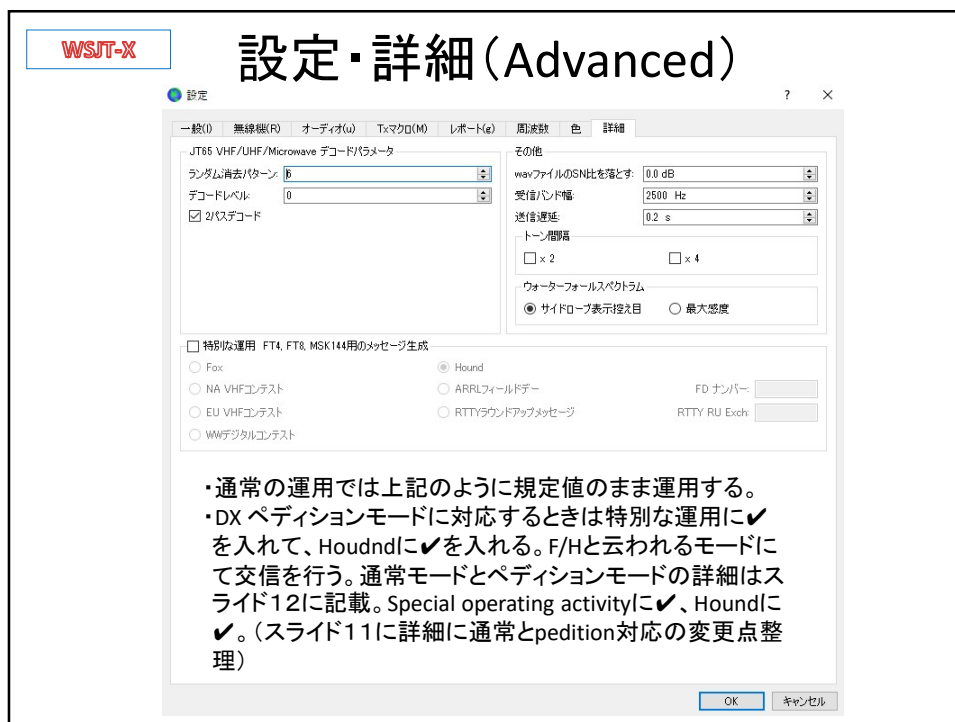 WSJT-X
設定・詳細(Advanced)
設定 ? ×
一般(I) 無線機(R) オーディオ(u) Txマクロ(M) レポート(g) 周波数 色 詳細
JT65 VHF/UHF/Microwave デコードパラメータ
ランダム消去パターン: 6
デコードレベル: 0
2パスデコード
その他
wavファイルのSN比を落とす: 0.0 dB
受信バンド幅: 2500 Hz
送信遅延: 0.2 s
トーン間隔
x 2 x 4
ウォーターフォールスペクトラム
サイドローブ表示控え目 最大感度
特別な運用 FT4, FT8, MSK144用のメッセージ生成
Fox Hound
NA VHFコンテスト ARRLフィールドデー FD ナンバー:
EU VHFコンテスト RTTYラウンドアップメッセージ RTTY RU Exch:
WWデジタルコンテスト
・通常の運用では上記のように規定値のまま運用する。
・DX ペディションモードに対応するときは特別な運用に✔
を入れて、Houdndに✔を入れる。F/Hと云われるモードに
て交信を行う。通常モードとペディションモードの詳細はス
ライド12に記載。Special operating activityに✔、Houndに
✔。(スライド11に詳細に通常とpedition対応の変更点整
理)
OK キャンセル